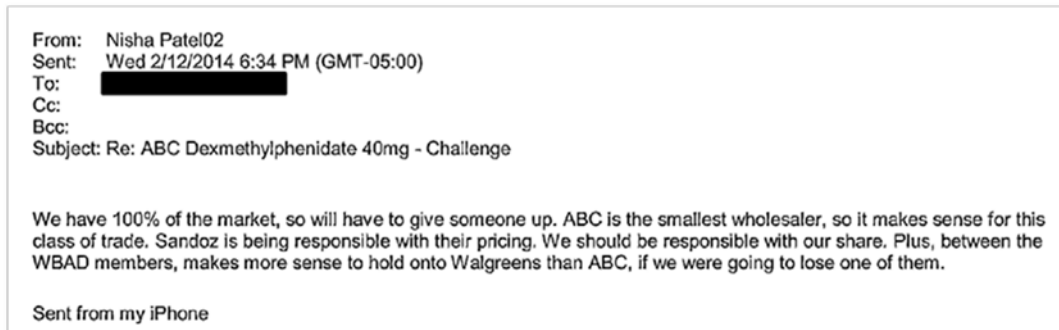 From: Nisha Patel02
Sent: Wed 2/12/2014 6:34 PM (GMT-05:00)
To:
Cc:
Bcc:
Subject: Re: ABC Dexmethylphenidate 40mg - Challenge
We have 100% of the market, so will have to give someone up. ABC is the smallest wholesaler, so it makes sense for this
class of trade. Sandoz is being responsible with their pricing. We should be responsible with our share. Plus, between the
WBAD members, makes more sense to hold onto Walgreens than ABC, if we were going to lose one of them.
Sent from my iPhone